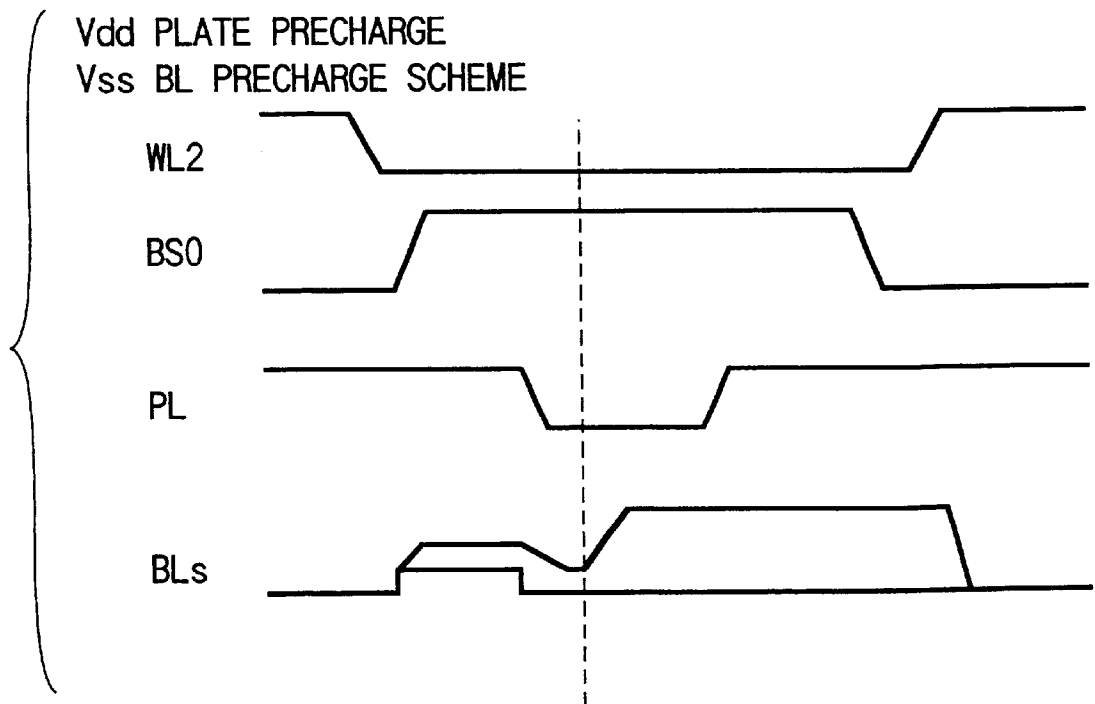 Vdd PLATE PRECHARGE
Vss BL PRECHARGE SCHEME
WL2
BS0
PL
BLs